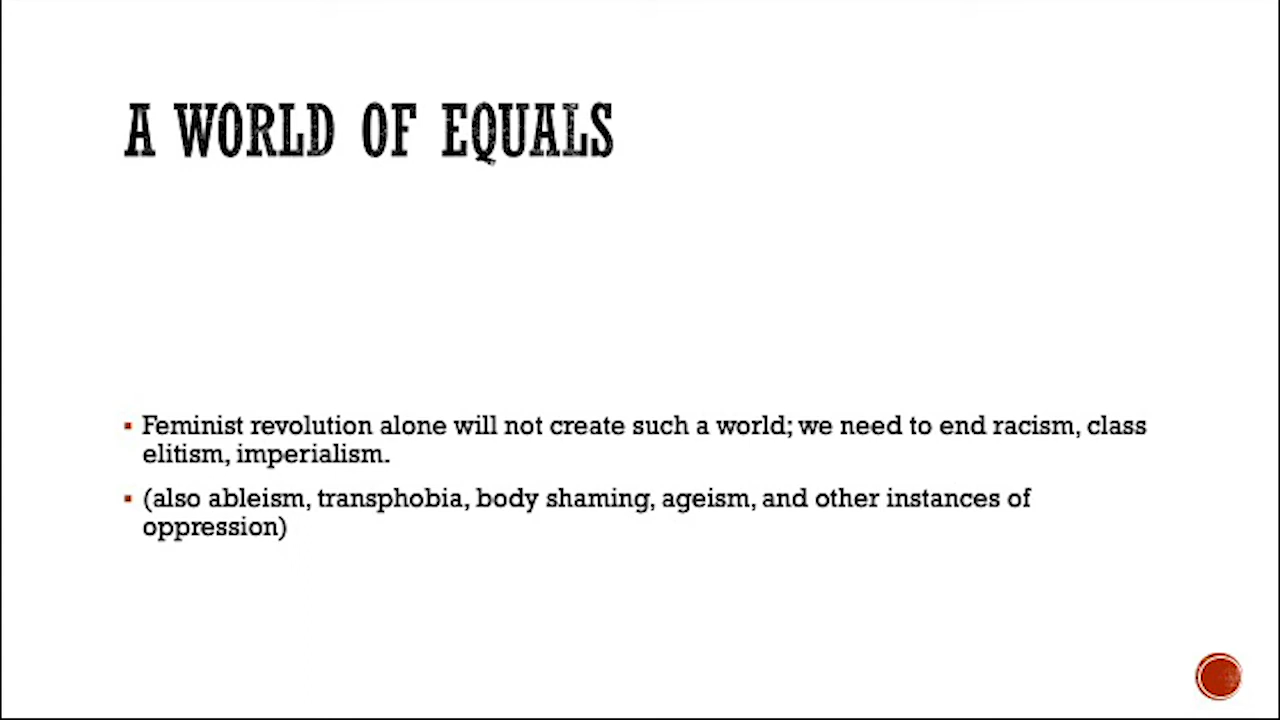 A WORLD OF EQUALS
▪ Feminist revolution alone will not create such a world; we need to end racism, class
elitism, imperialism.
▪ (also ableism, transphobia, body shaming, ageism, and other instances of
oppression)